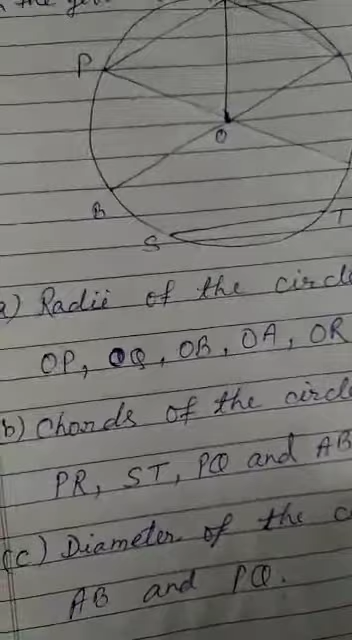 the
P
O
B
S
T
a) Radii of the circle
OP, OQ, OB, OA, OR
b) Chords of the circle
PR, ST, PQ and AB
(c) Diameter of the c
AB and PQ.